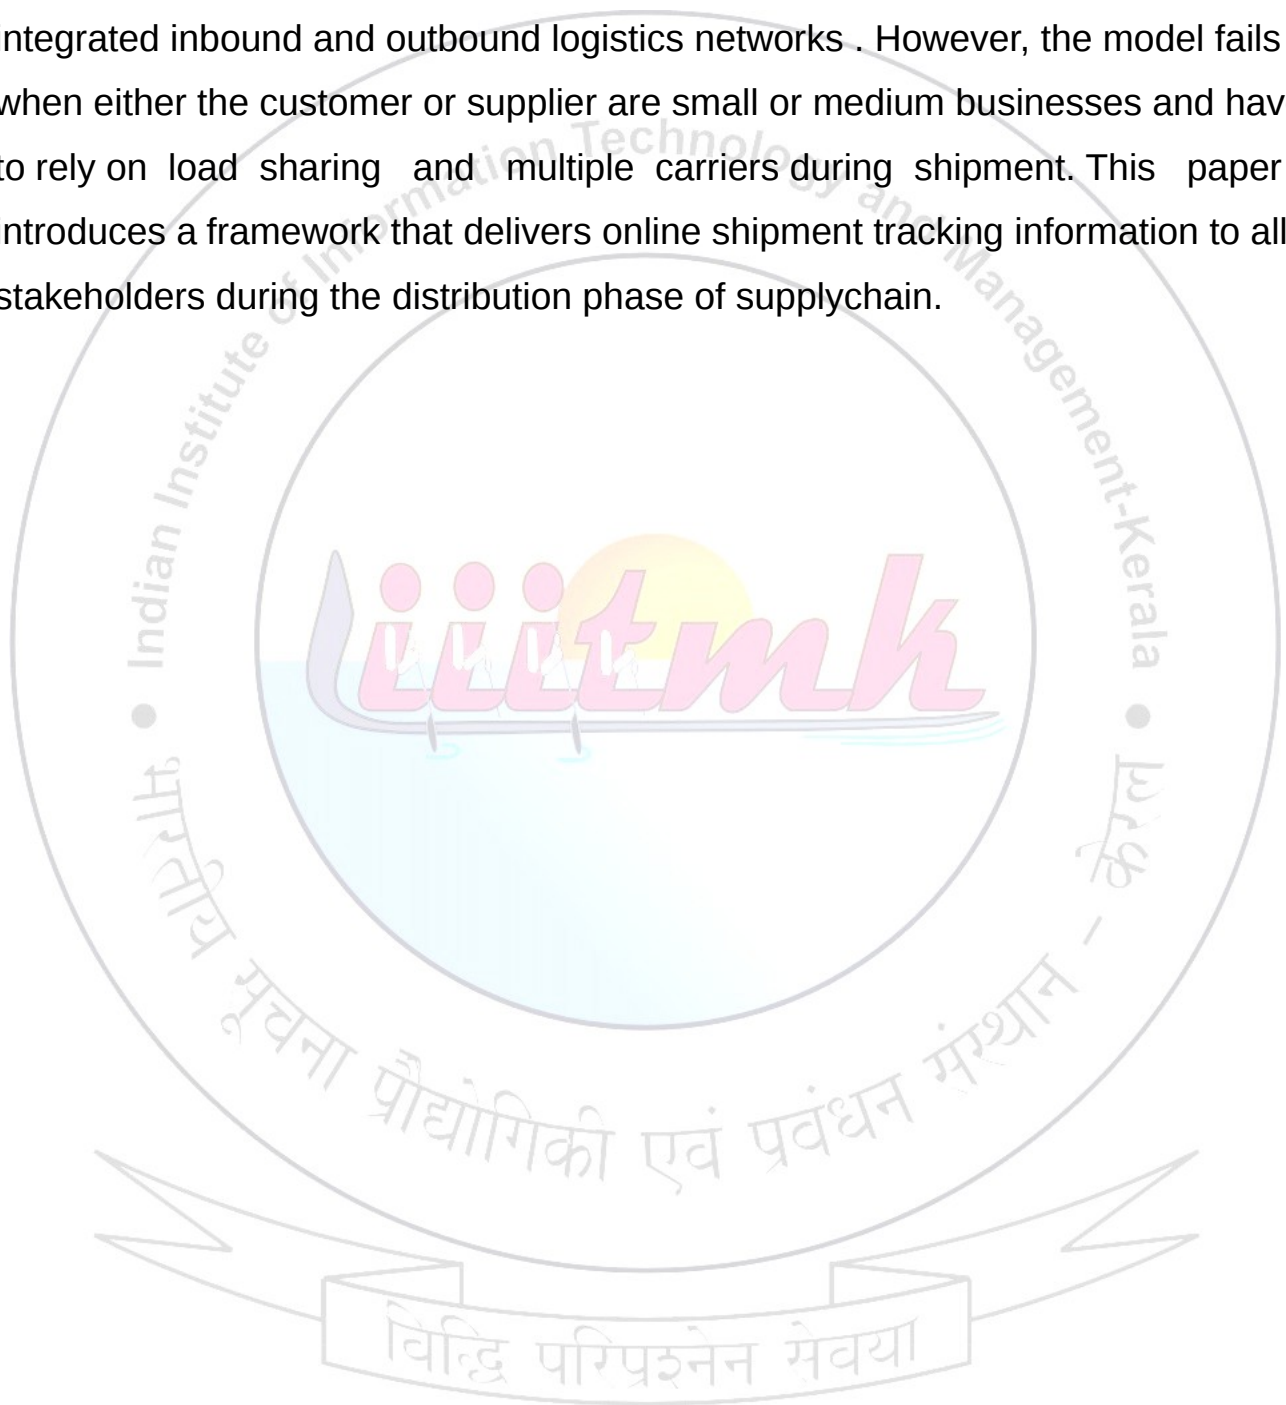 integrated inbound and outbound logistics networks . However, the model fails
when either the customer or supplier are small or medium businesses and hav
to rely on load sharing and multiple carriers during shipment. This paper
introduces a framework that delivers online shipment tracking information to all
stakeholders during the distribution phase of supplychain.
Indian Institute of Information Technology and Management-Kerala
iiitmk
भारतीय सूचना प्रौद्योगिकी एवं प्रबंधन संस्थान - केरल
विद्धि परिप्रश्नेन सेवया